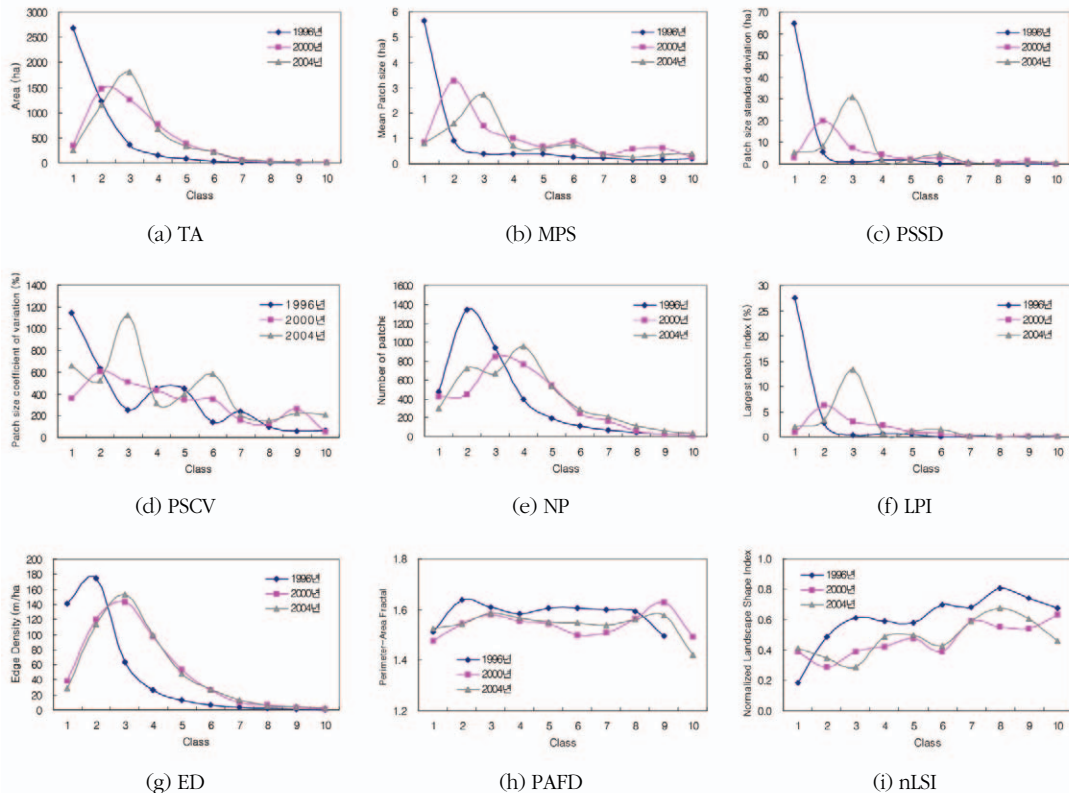 3000
2500
2000
1500
1000
500
0
Area (ha)
1996년
2000년
2004년
1 2 3 4 5 6 7 8 9 10
Class
(a) TA
6
5
4
3
2
1
0
Mean Patch size (ha)
1996년
2000년
2004년
1 2 3 4 5 6 7 8 9 10
Class
(b) MPS
70
60
50
40
30
20
10
0
Patch size standard deviation (ha)
1996년
2000년
2004년
1 2 3 4 5 6 7 8 9 10
Class
(c) PSSD
1400
1200
1000
800
600
400
200
0
Patch size coefficient of variation (%)
1996년
2000년
2004년
1 2 3 4 5 6 7 8 9 10
Class
(d) PSCV
1600
1400
1200
1000
800
600
400
200
0
Number of patche
1996년
2000년
2004년
1 2 3 4 5 6 7 8 9 10
Class
(e) NP
30
25
20
15
10
5
0
Largest patch index (%)
1996년
2000년
2004년
1 2 3 4 5 6 7 8 9 10
Class
(f) LPI
200
180
160
140
120
100
80
60
40
20
0
Edge Density (m/ha)
1996년
2000년
2004년
1 2 3 4 5 6 7 8 9 10
Class
(g) ED
1.8
1.6
1.4
1.2
Perimeter-Area Fractal
1996년
2000년
2004년
1 2 3 4 5 6 7 8 9 10
Class
(h) PAFD
1.0
0.8
0.6
0.4
0.2
0.0
Normalized Landscape Shape Index
1996년
2000년
2004년
1 2 3 4 5 6 7 8 9 10
Class
(i) nLSI